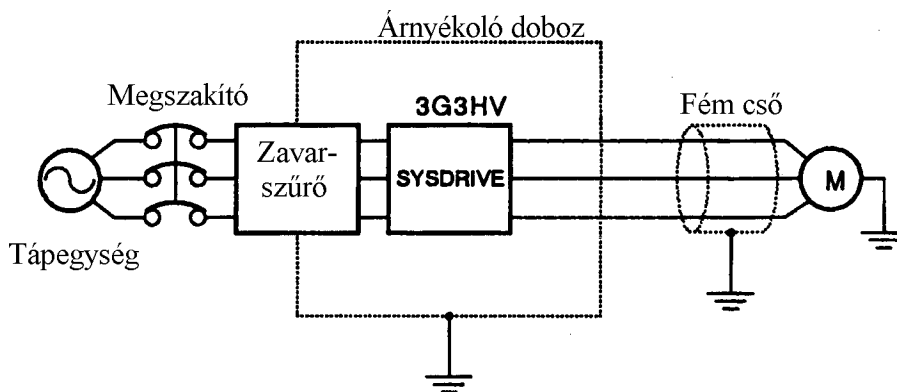 Árnyékoló doboz
Megszakító
3G3HV
Fém cső
Zavar-
szűrő
SYSDRIVE
M
Tápegység